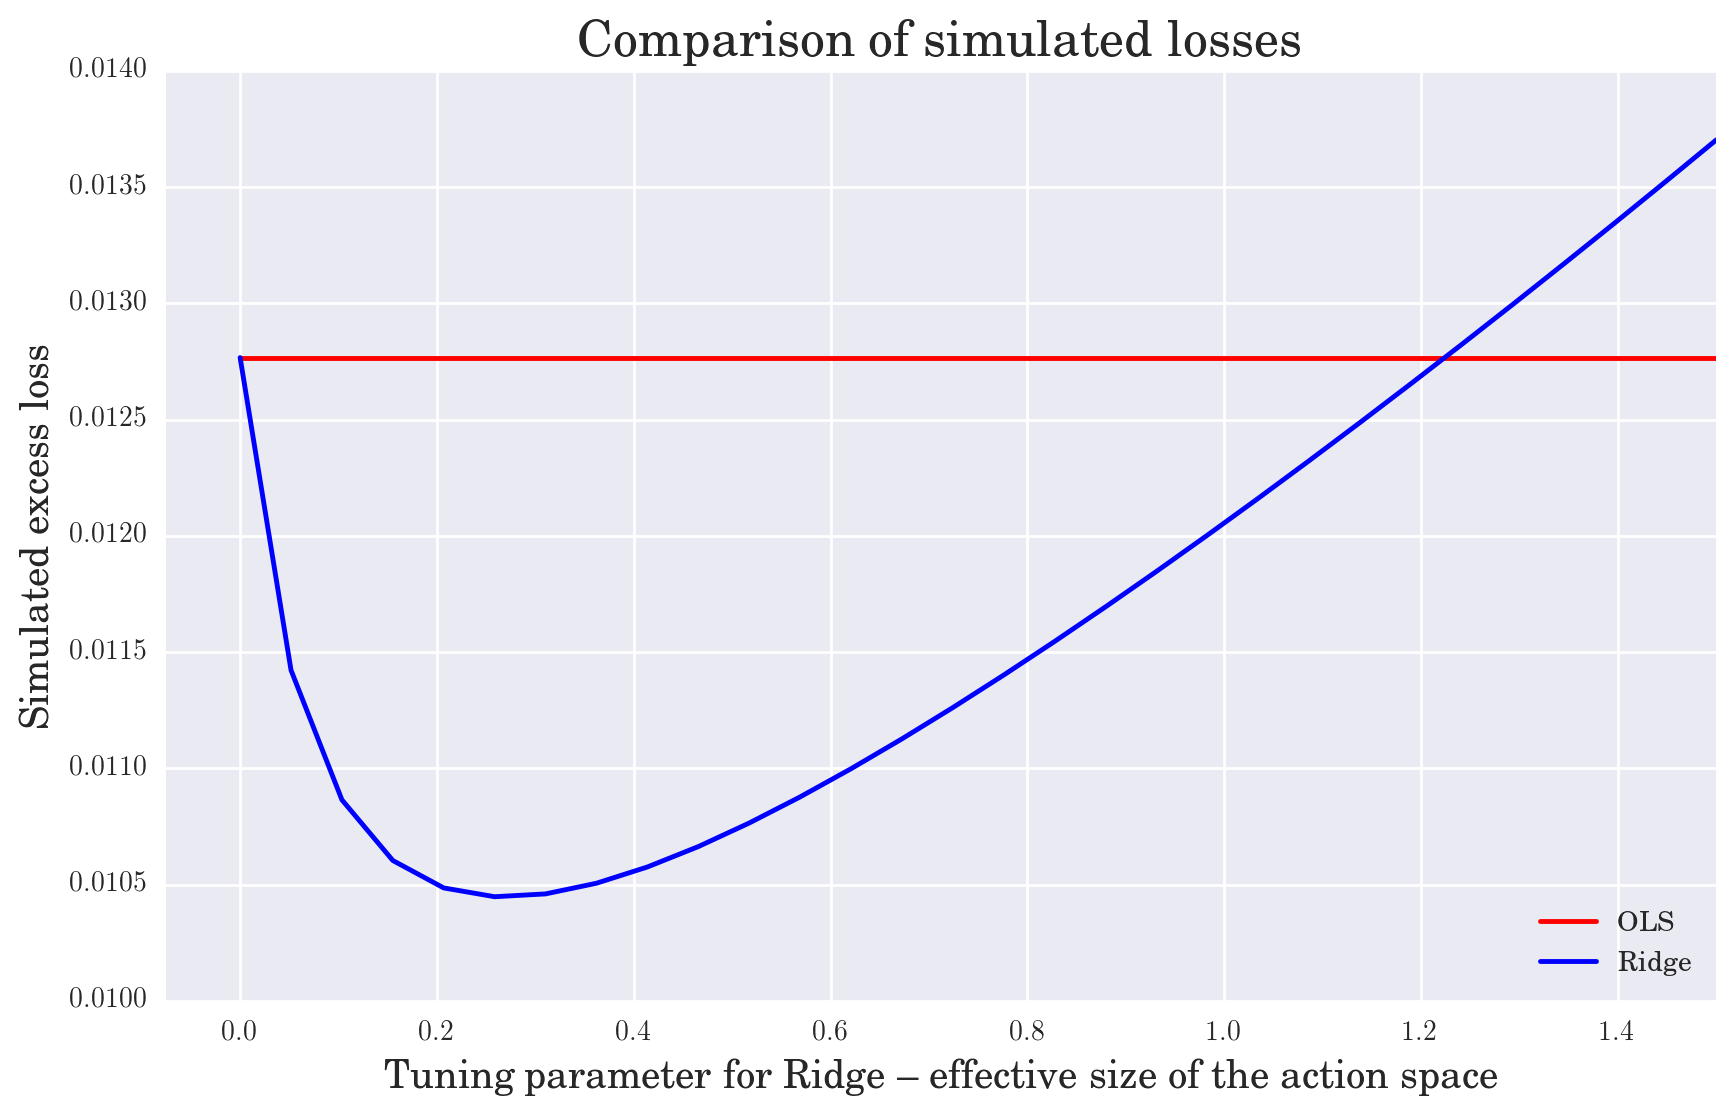 Comparison of simulated losses
0.0140
0.0135
0.0130
0.0125
0.0120
0.0115
0.0110
0.0105
0.0100
Simulated excess loss
OLS
Ridge
0.0 0.2 0.4 0.6 0.8 1.0 1.2 1.4
Tuning parameter for Ridge – effective size of the action space